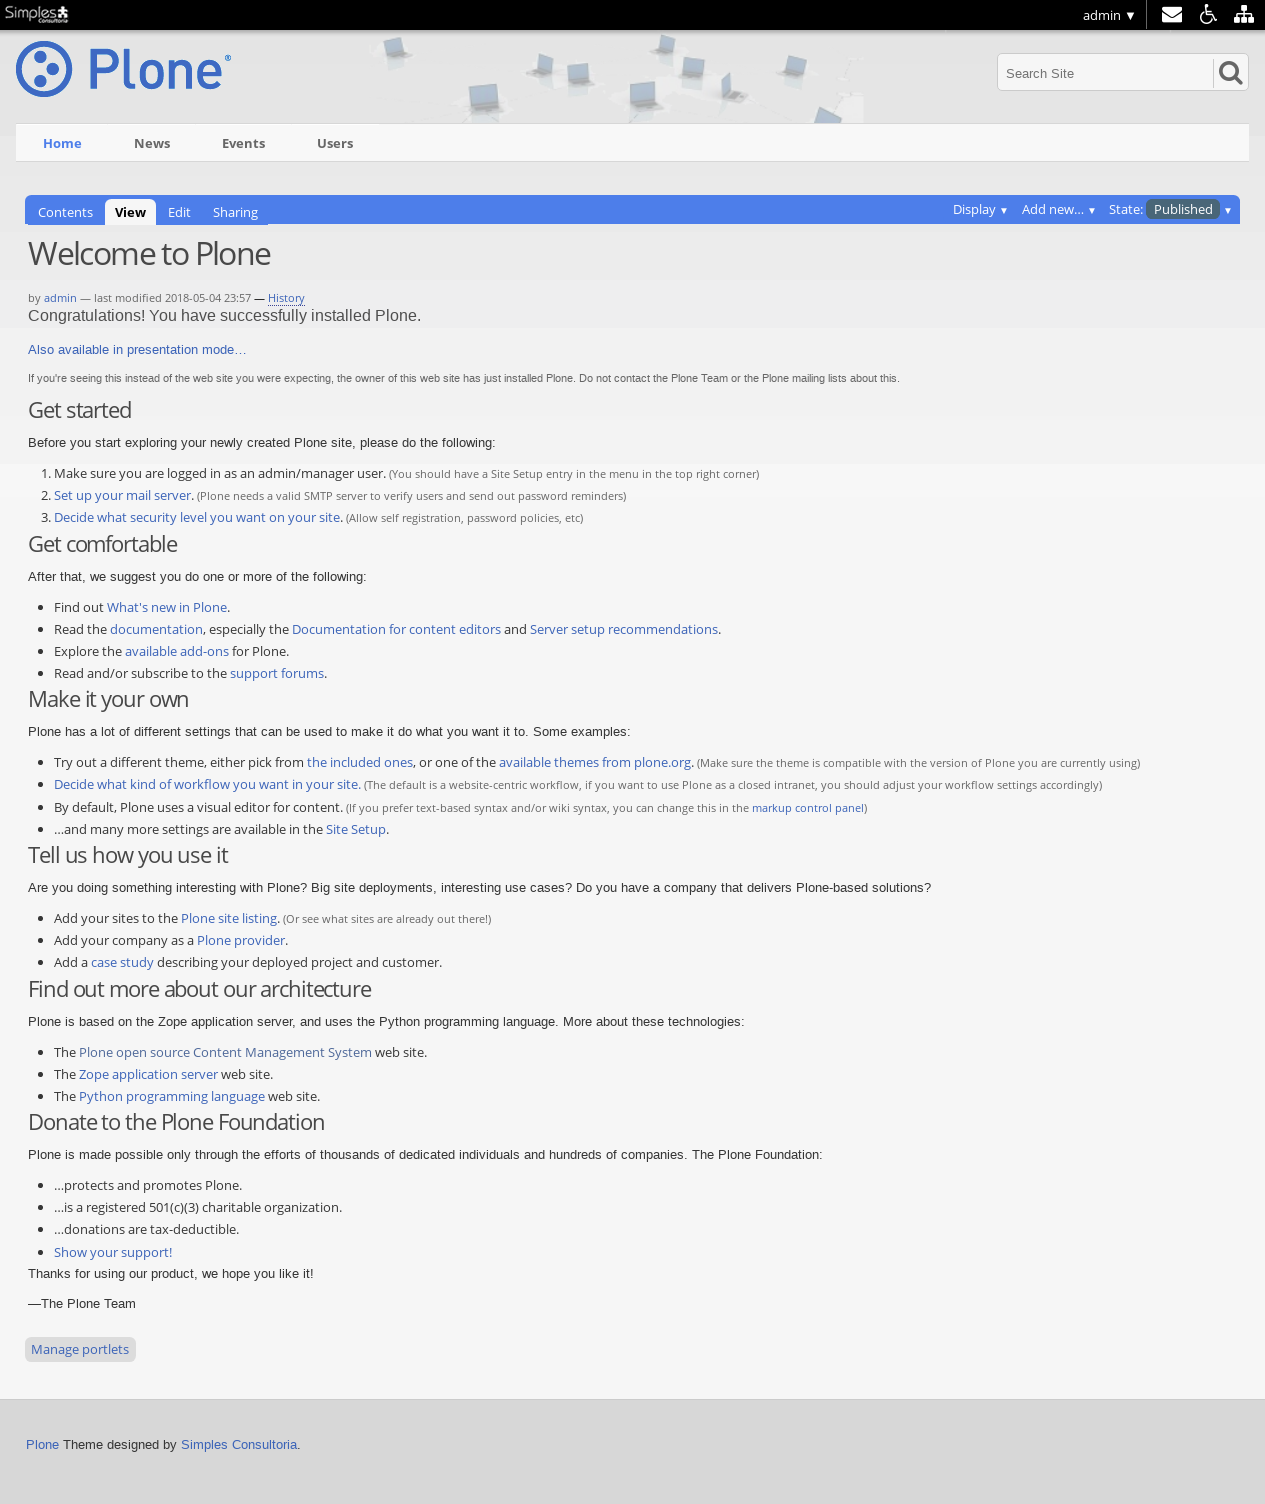 Simples
consultoria
admin ▼
Plone®
Search Site
Home News Events Users
Contents View Edit Sharing Display ▼ Add new… ▼ State: Published ▼
Welcome to Plone
by admin — last modified 2018-05-04 23:57 — History
Congratulations! You have successfully installed Plone.
Also available in presentation mode…
If you're seeing this instead of the web site you were expecting, the owner of this web site has just installed Plone. Do not contact the Plone Team or the Plone mailing lists about this.
Get started
Before you start exploring your newly created Plone site, please do the following:
1. Make sure you are logged in as an admin/manager user. (You should have a Site Setup entry in the menu in the top right corner)
2. Set up your mail server. (Plone needs a valid SMTP server to verify users and send out password reminders)
3. Decide what security level you want on your site. (Allow self registration, password policies, etc)
Get comfortable
After that, we suggest you do one or more of the following:
• Find out What's new in Plone.
• Read the documentation, especially the Documentation for content editors and Server setup recommendations.
• Explore the available add-ons for Plone.
• Read and/or subscribe to the support forums.
Make it your own
Plone has a lot of different settings that can be used to make it do what you want it to. Some examples:
• Try out a different theme, either pick from the included ones, or one of the available themes from plone.org. (Make sure the theme is compatible with the version of Plone you are currently using)
• Decide what kind of workflow you want in your site. (The default is a website-centric workflow, if you want to use Plone as a closed intranet, you should adjust your workflow settings accordingly)
• By default, Plone uses a visual editor for content. (If you prefer text-based syntax and/or wiki syntax, you can change this in the markup control panel)
• …and many more settings are available in the Site Setup.
Tell us how you use it
Are you doing something interesting with Plone? Big site deployments, interesting use cases? Do you have a company that delivers Plone-based solutions?
• Add your sites to the Plone site listing. (Or see what sites are already out there!)
• Add your company as a Plone provider.
• Add a case study describing your deployed project and customer.
Find out more about our architecture
Plone is based on the Zope application server, and uses the Python programming language. More about these technologies:
• The Plone open source Content Management System web site.
• The Zope application server web site.
• The Python programming language web site.
Donate to the Plone Foundation
Plone is made possible only through the efforts of thousands of dedicated individuals and hundreds of companies. The Plone Foundation:
• …protects and promotes Plone.
• …is a registered 501(c)(3) charitable organization.
• …donations are tax-deductible.
• Show your support!
Thanks for using our product, we hope you like it!
—The Plone Team
Manage portlets
Plone Theme designed by Simples Consultoria.